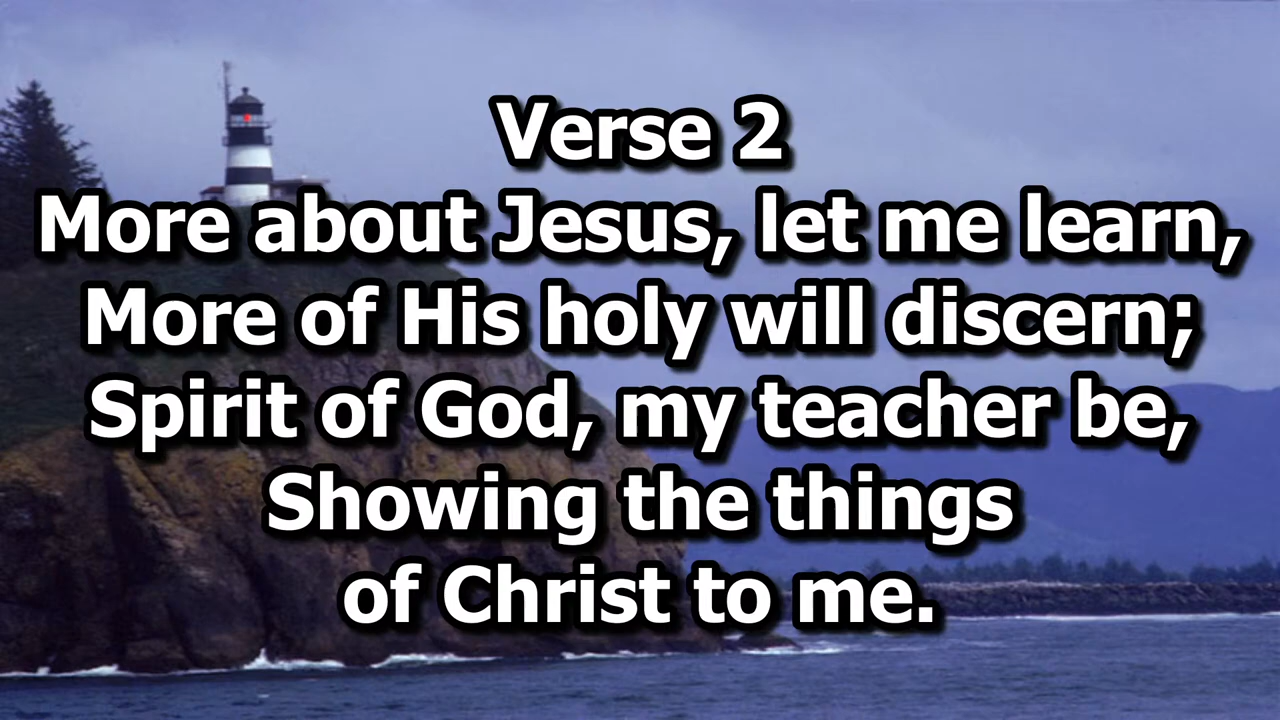 Verse 2
More about Jesus, let me learn,
More of His holy will discern;
Spirit of God, my teacher be,
Showing the things
of Christ to me.